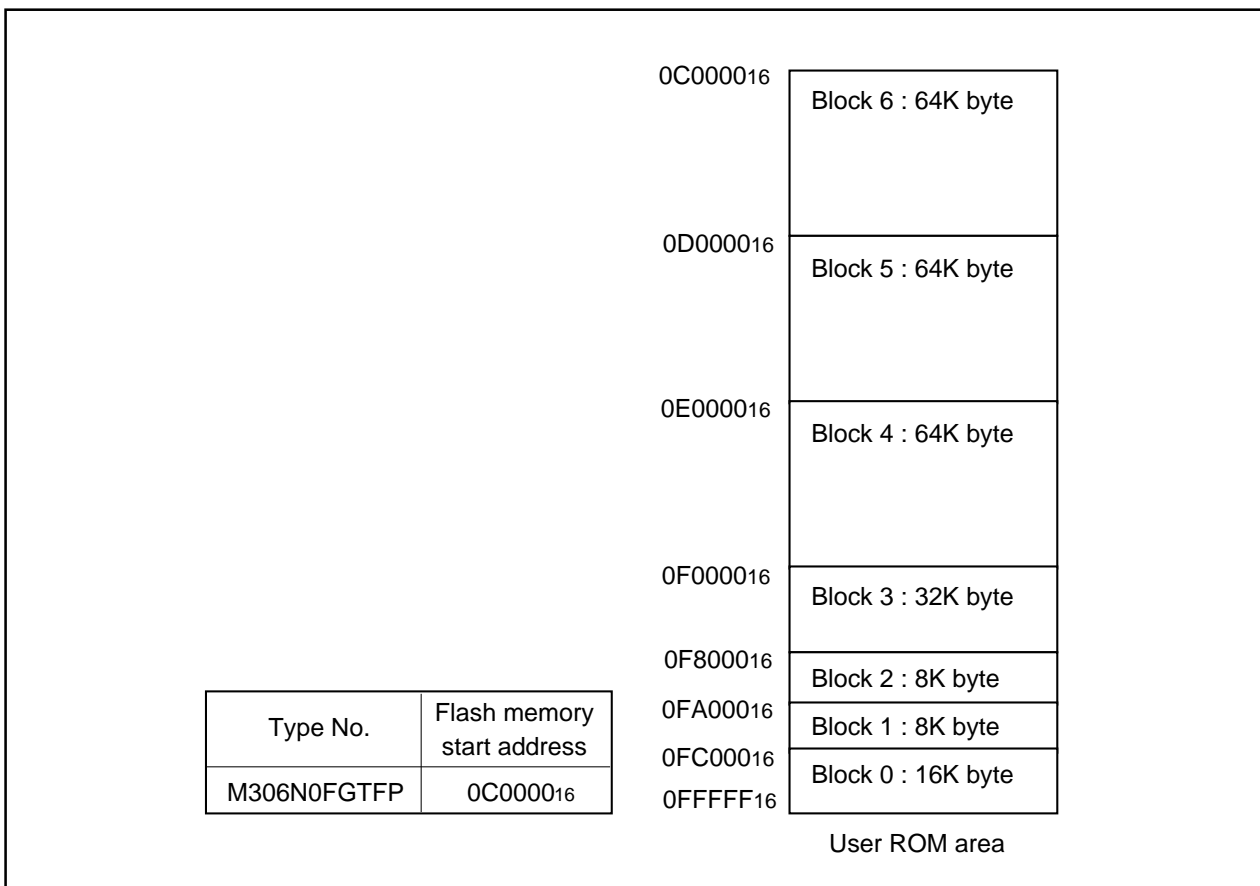 0C000016
Block 6 : 64K byte
0D000016
Block 5 : 64K byte
0E000016
Block 4 : 64K byte
0F000016
Block 3 : 32K byte
0F800016
Block 2 : 8K byte
0FA00016
Block 1 : 8K byte
0FC00016
Block 0 : 16K byte
0FFFFF16
User ROM area
Type No.
Flash memory
start address
M306N0FGTFP
0C000016